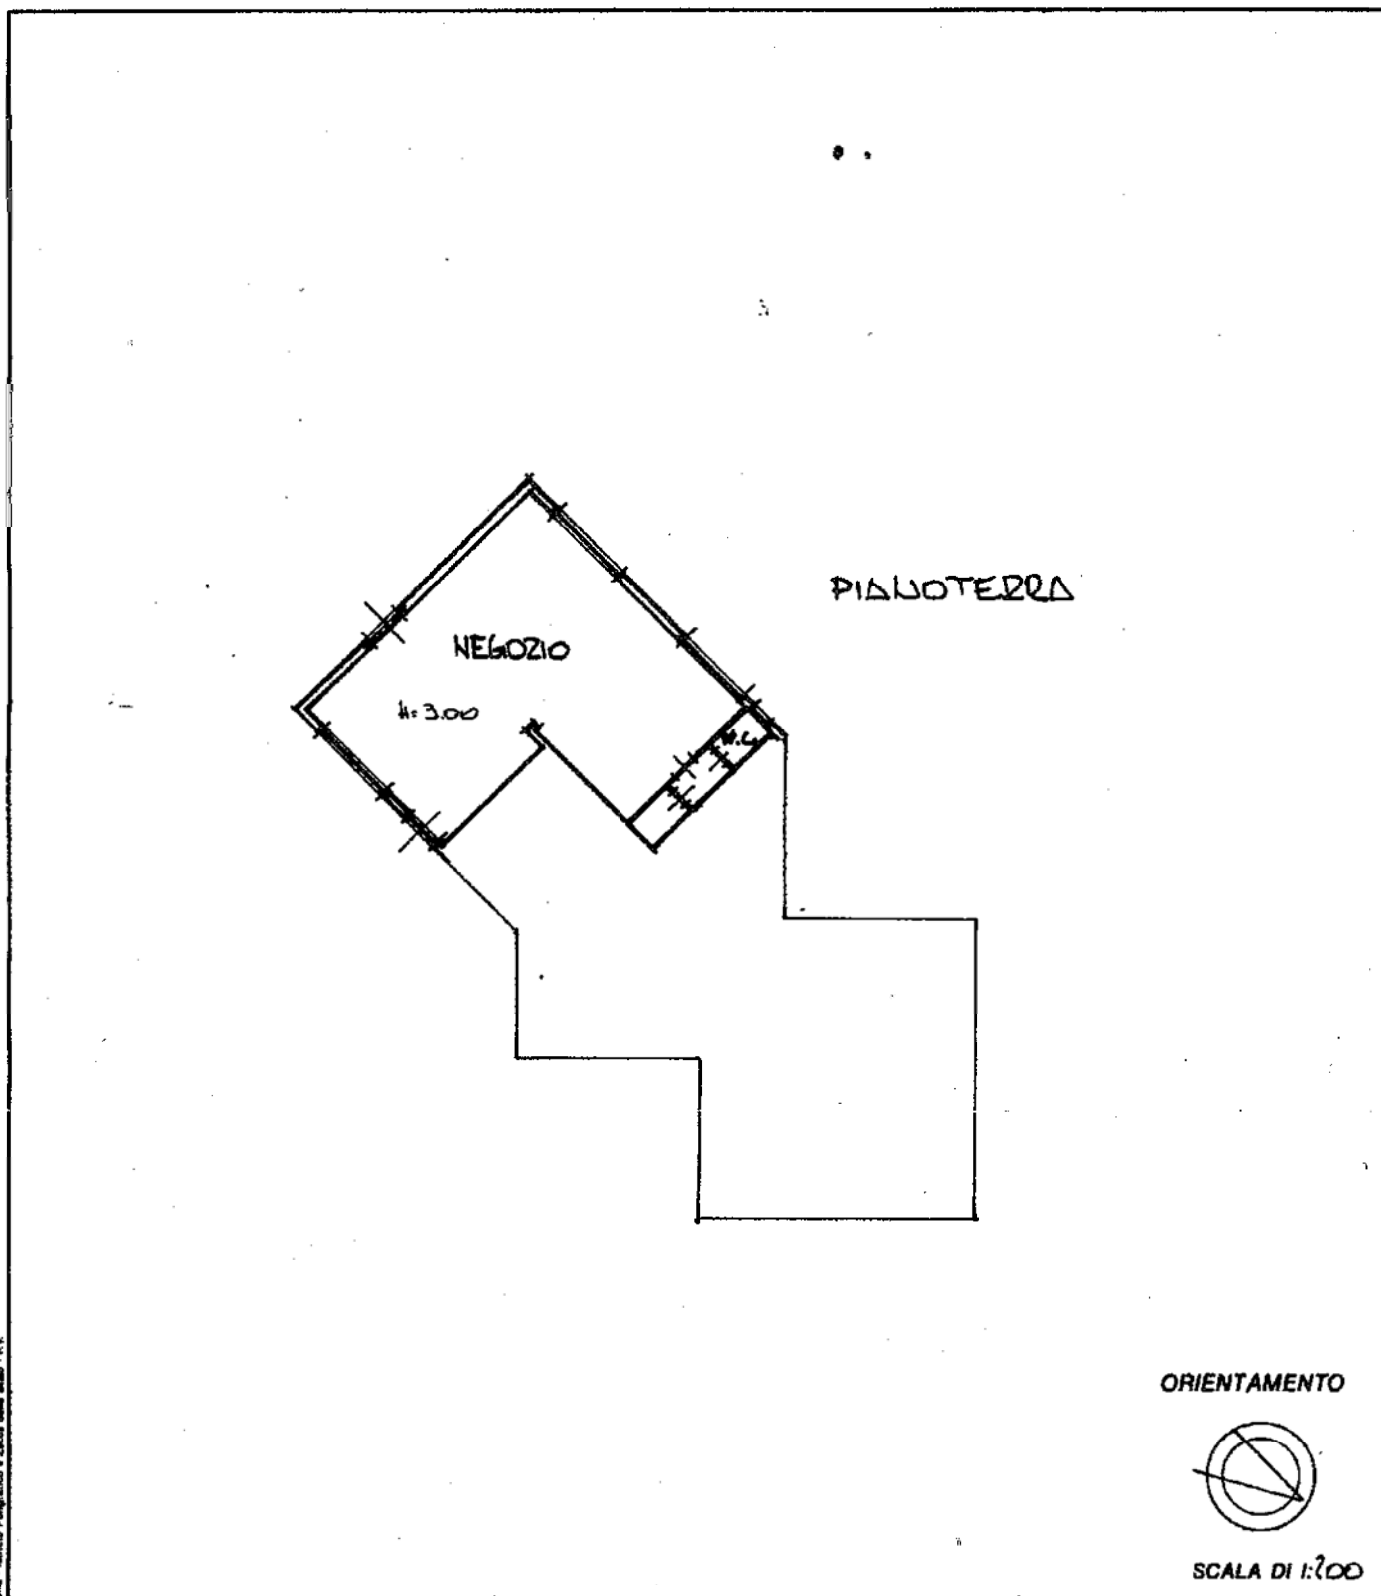 PIANOTERRA
NEGOZIO
H=3.00
W.C.
ORIENTAMENTO
SCALA DI 1:200